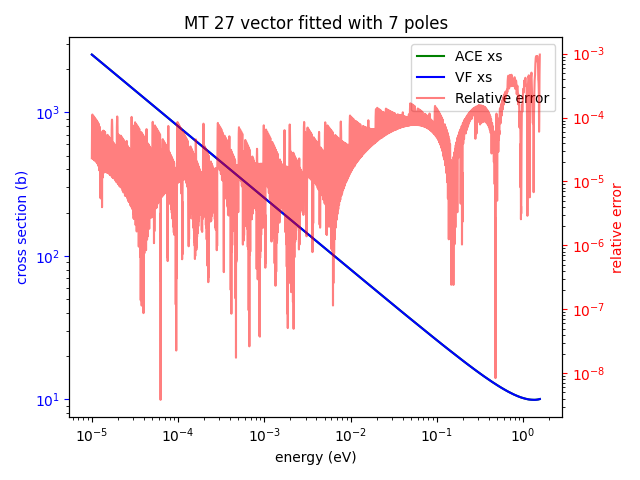 MT 27 vector fitted with 7 poles
ACE xs
VF xs
Relative error
cross section (b)
10³
10²
10¹
10⁻³
10⁻⁴
10⁻⁵
10⁻⁶
10⁻⁷
10⁻⁸
relative error
10⁻⁵
10⁻⁴
10⁻³
10⁻²
10⁻¹
10⁰
energy (eV)